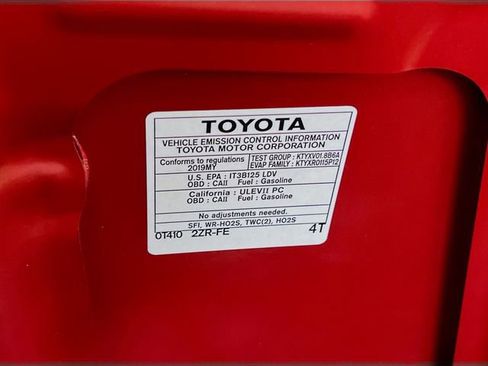 TOYOTA
VEHICLE EMISSION CONTROL INFORMATION
TOYOTA MOTOR CORPORATION
Conforms to regulations TEST GROUP : KTYXV01.8B6A
2019MY EVAP FAMILY : KTYXR0115P12
U.S. EPA : IT3B125 LDV
OBD : CAII Fuel : Gasoline
California : ULEVII PC
OBD : CAII Fuel : Gasoline
No adjustments needed.
SFI, WR-HO2S, TWC(2), HO2S
0T410 2ZR-FE 4T